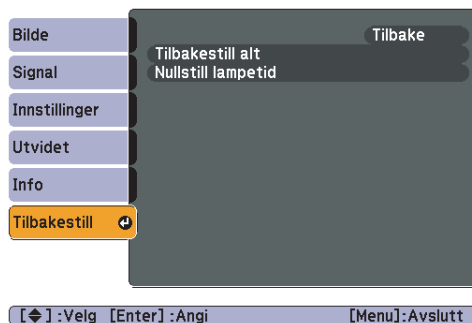 Bilde
Signal
Innstillinger
Utvidet
Info
Tilbakestill
Tilbake
Tilbakestill alt
Nullstill lampetid
[◆] :Velg [Enter] :Angi [Menu]:Avslutt